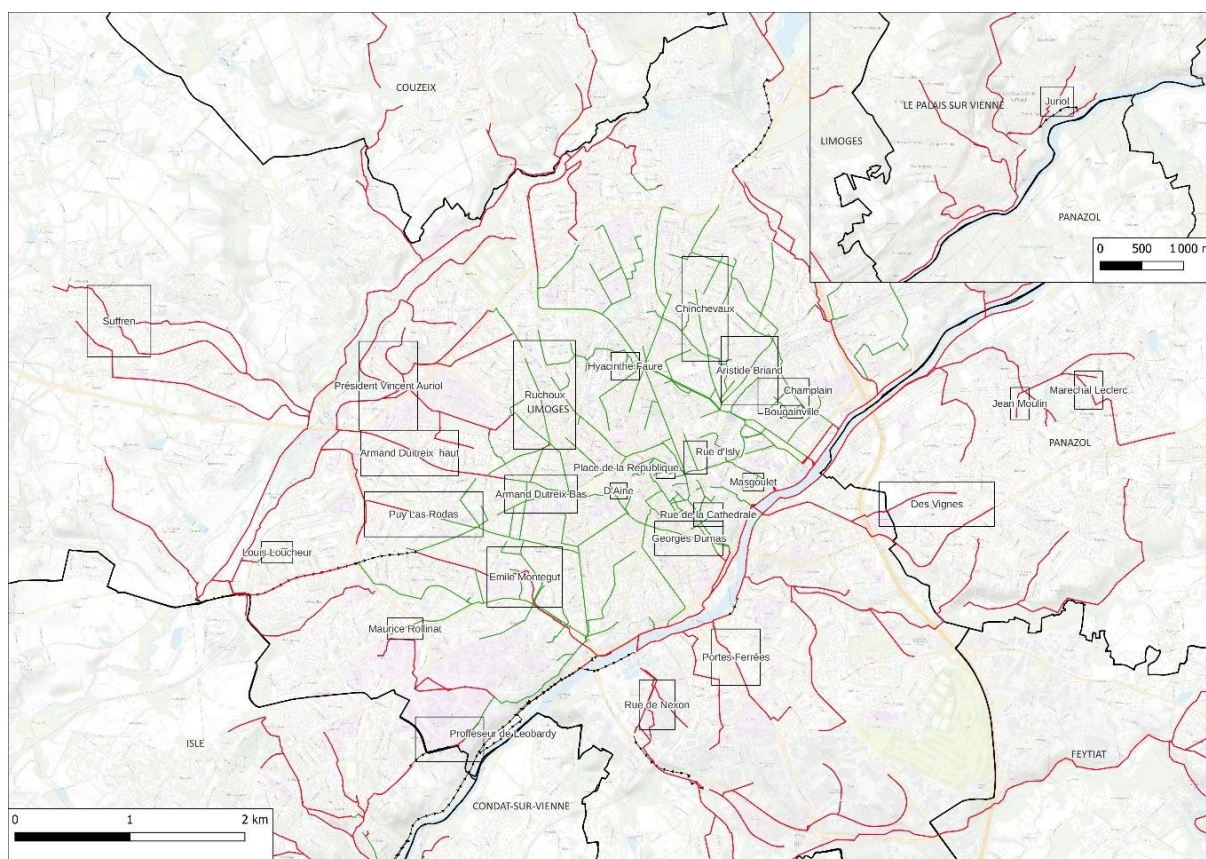 COUZEIX
Juriol
LE PALAIS SUR VIENNE
LIMOGES
PANAZOL
0 500 1 000 m
Suffren
Chinchevaux
Hyacinthe Faure
Président Vincent Auriol
Aristide Briand
Ruchoux
LIMOGES
Champlain
Bougainville
Marechal Leclerc
Jean Moulin
PANAZOL
Armand Duitreix haut
Rue d'Isly
Place de la République
Masgoulet
D'Aine
Armand Dutreix Bas
Des Vignes
Puy Las Rodas
Rue de la Cathedrale
Georges Dumas
Louis Loucheur
Emile Montegut
Maurice Rollinat
Portes Ferrées
Rue de Nexon
Proffeseur de Leobardy
ISLE
FEYTIAT
CONDAT-SUR-VIENNE
0 1 2 km